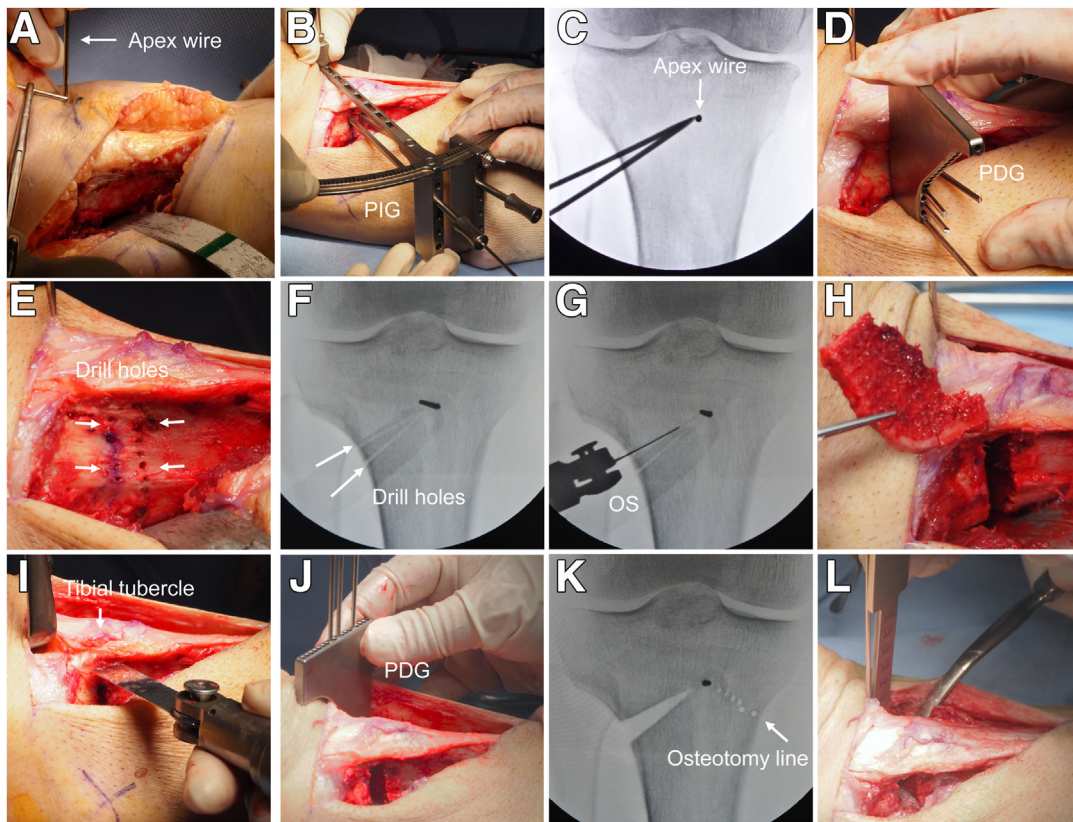 A
Apex wire
B
PIG
C
Apex wire
D
PDG
E
Drill holes
F
Drill holes
G
OS
H
I
Tibial tubercle
J
PDG
K
Osteotomy line
L